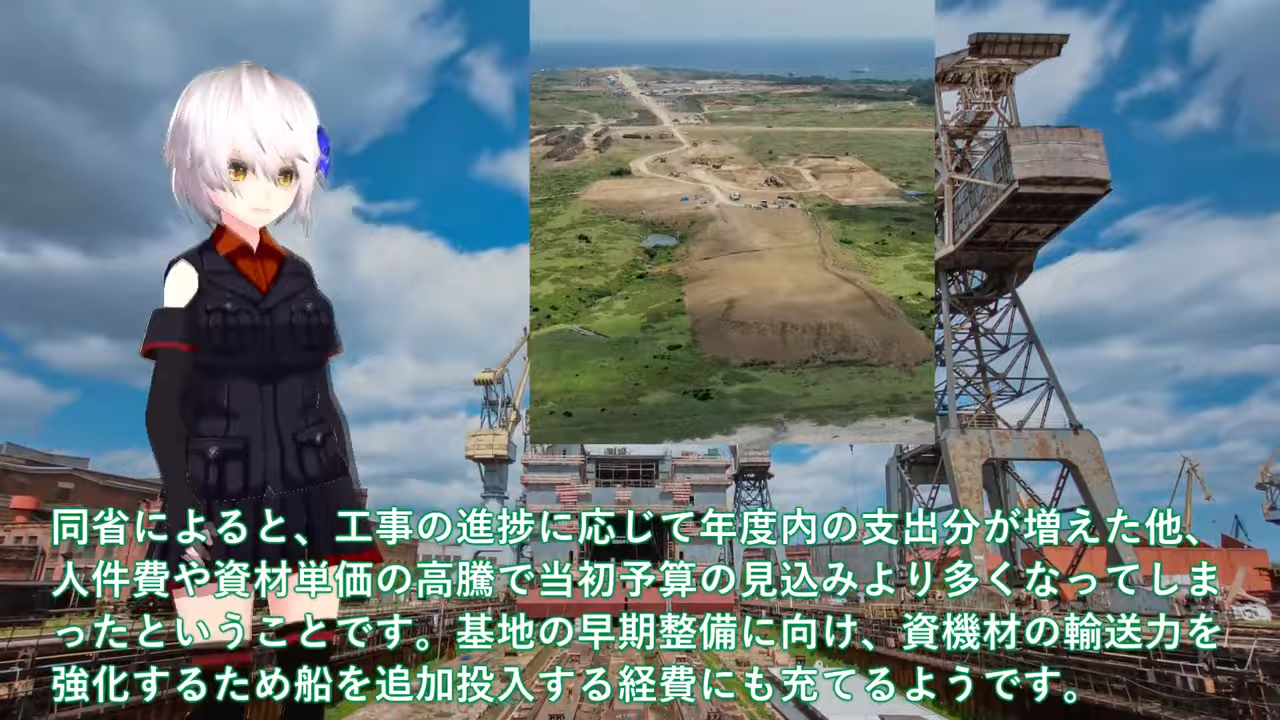 同省によると、工事の進捗に応じて年度内の支出分が増えた他、
人件費や資材単価の高騰で当初予算の見込みより多くなってしま
ったということです。基地の早期整備に向け、資機材の輸送力を
強化するため船を追加投入する経費にも充てるようです。